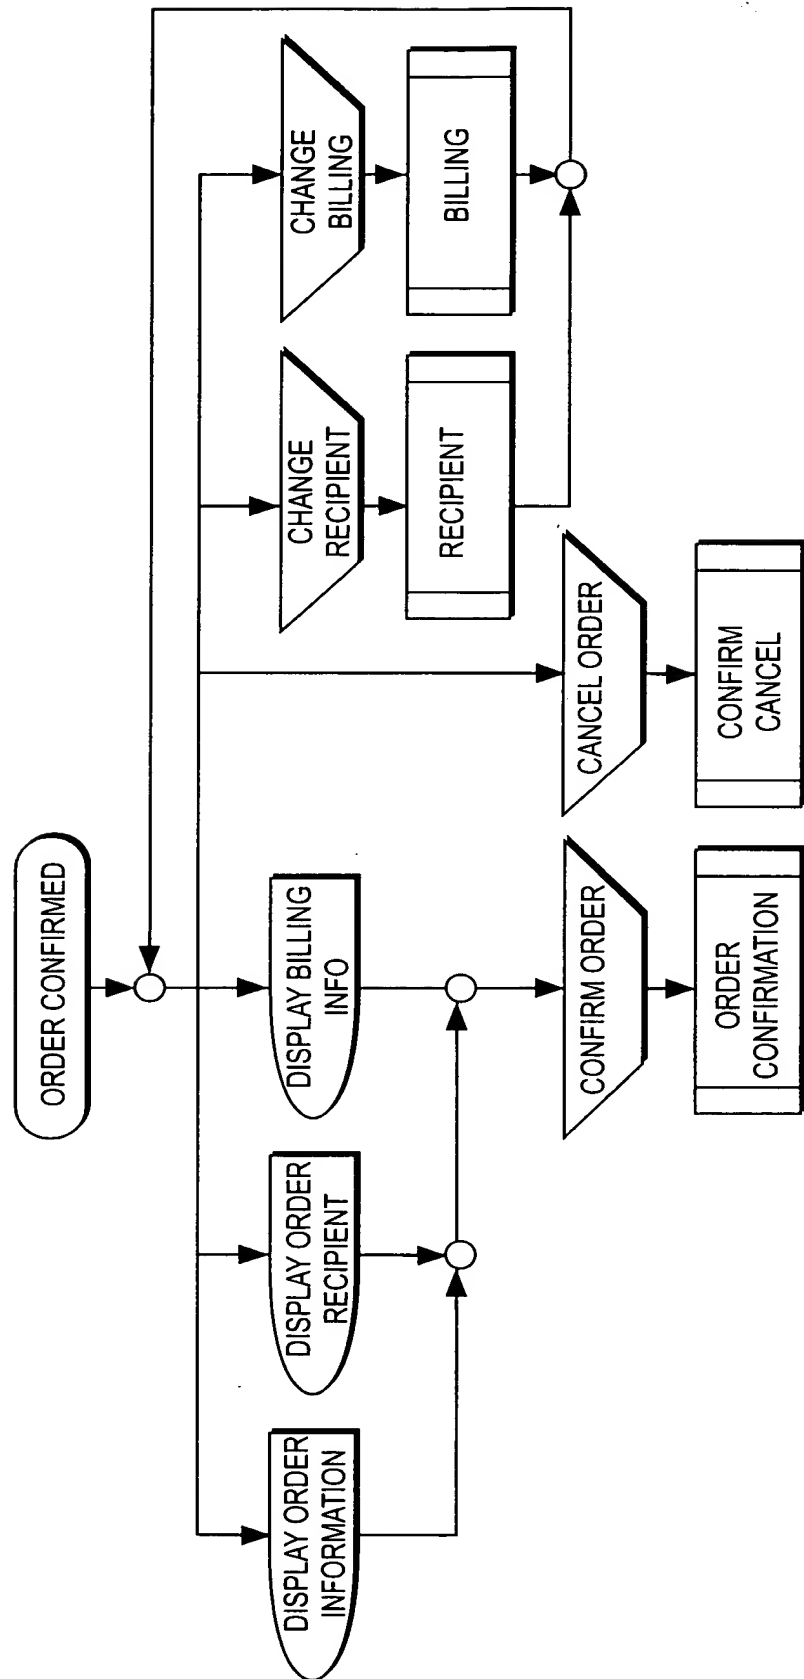 ORDER CONFIRMED
DISPLAY ORDER
INFORMATION
DISPLAY ORDER
RECIPIENT
DISPLAY BILLING
INFO
CHANGE
RECIPIENT
CHANGE
BILLING
RECIPIENT
BILLING
CONFIRM ORDER
CANCEL ORDER
ORDER
CONFIRMATION
CONFIRM
CANCEL